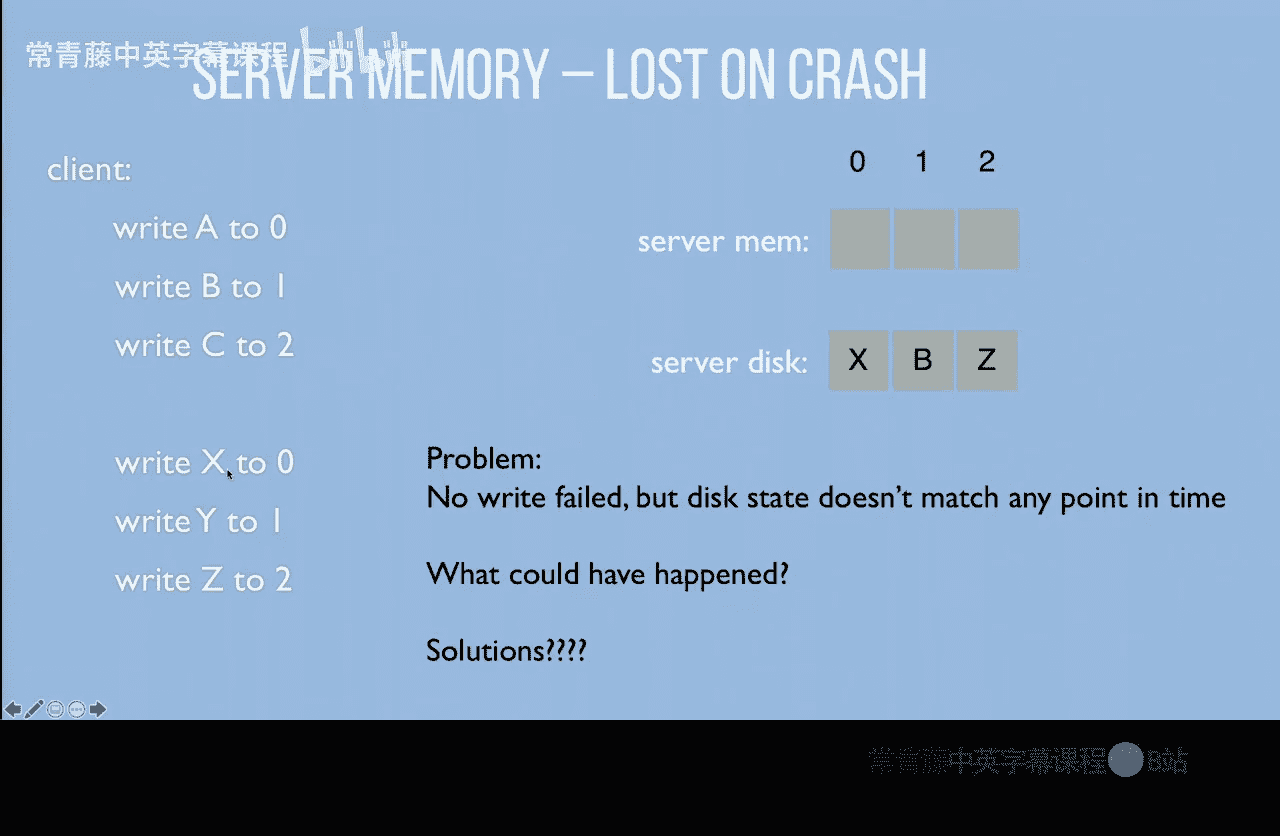 常青藤中英字幕课程 bilibili
SERVER MEMORY – LOST ON CRASH
client:
write A to 0
write B to 1
write C to 2
write X to 0
write Y to 1
write Z to 2
0 1 2
server mem:
server disk: X B Z
Problem:
No write failed, but disk state doesn't match any point in time
What could have happened?
Solutions????
常青藤中英字幕课程 B站